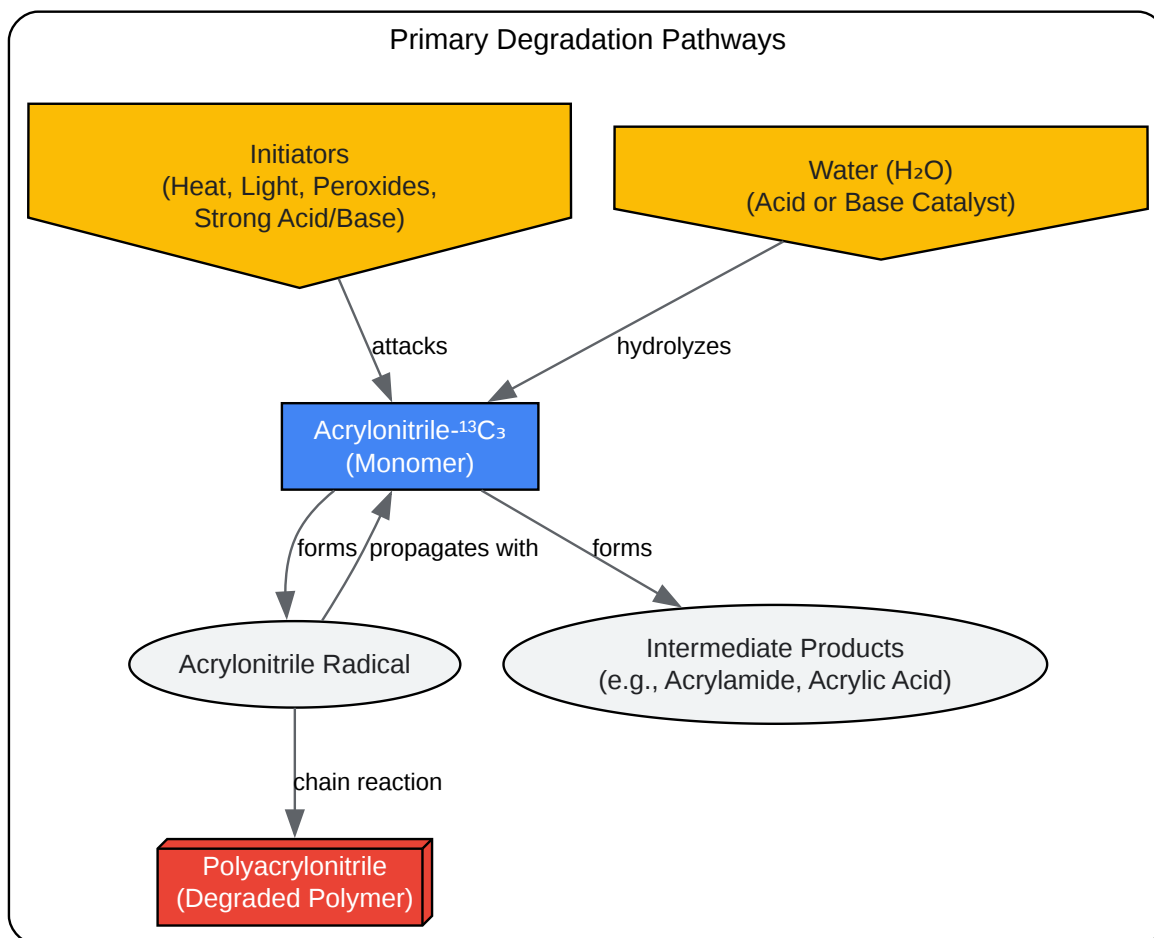 Primary Degradation Pathways
Initiators
(Heat, Light, Peroxides,
Strong Acid/Base)
Water (H₂O)
(Acid or Base Catalyst)
attacks
hydrolyzes
Acrylonitrile-¹³C₃
(Monomer)
forms
propagates with
forms
Acrylonitrile Radical
Intermediate Products
(e.g., Acrylamide, Acrylic Acid)
chain reaction
Polyacrylonitrile
(Degraded Polymer)